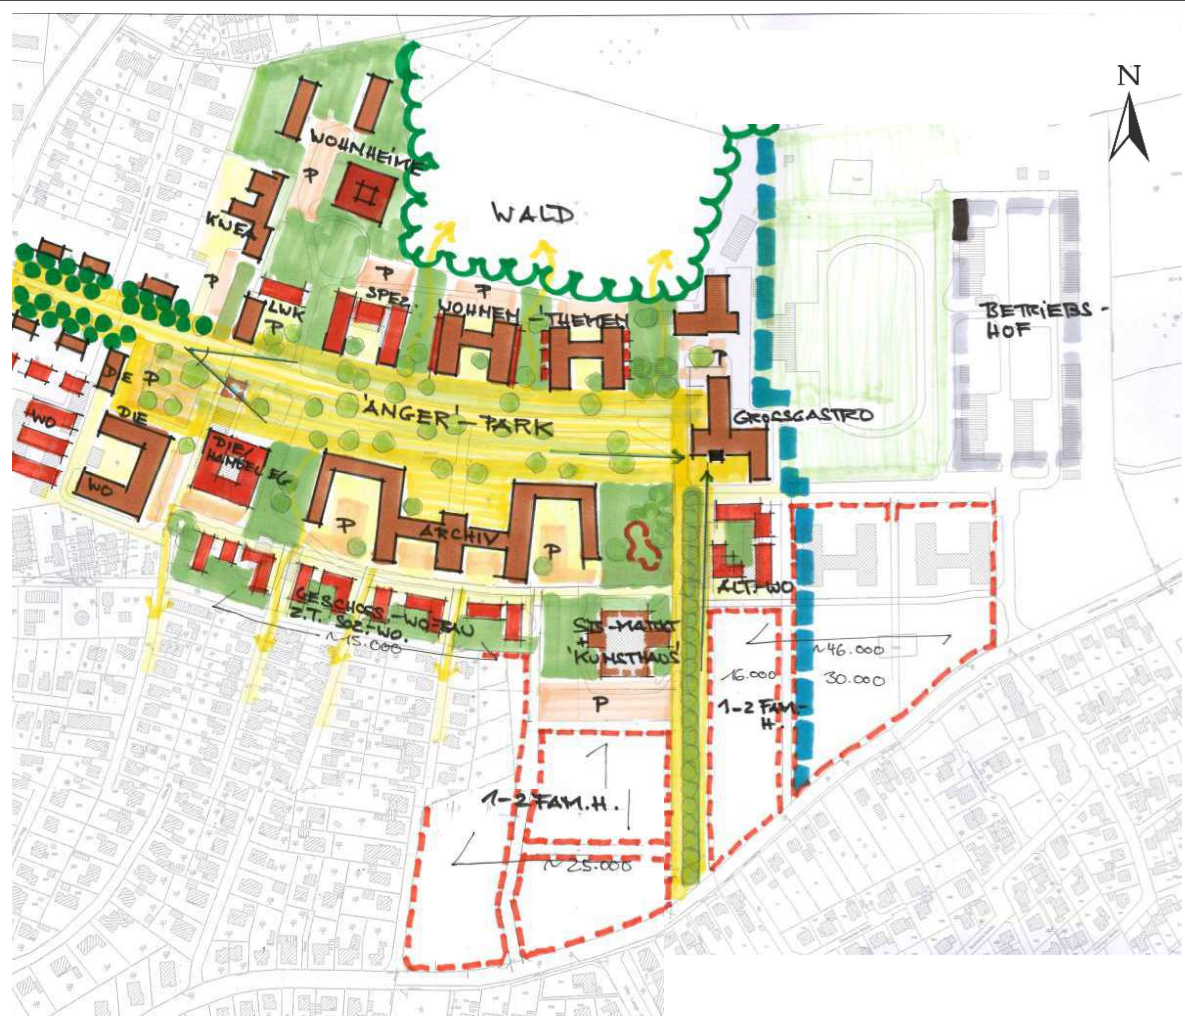 N
WOHNHEIME
P
WALD
P
P
SPEZ.
P
WOHNEN - THEMEN
LWK
P
P
BETRIEBS-
HOF
DIE P
'ANGER' - PARK
GROSSGASTRO
WO
DIE
DIE/
HANDEL EG
WO
P
ARCHIV
P
ALT.-WO
GESCHOSS.-WO-BAU
Z.T. SOZ.-WO.
~15.000
'KUNSTHAUS'
P
~46.000
16.000
30.000
1-2 FAM.-
H.
1-2 FAM.H.
~25.000